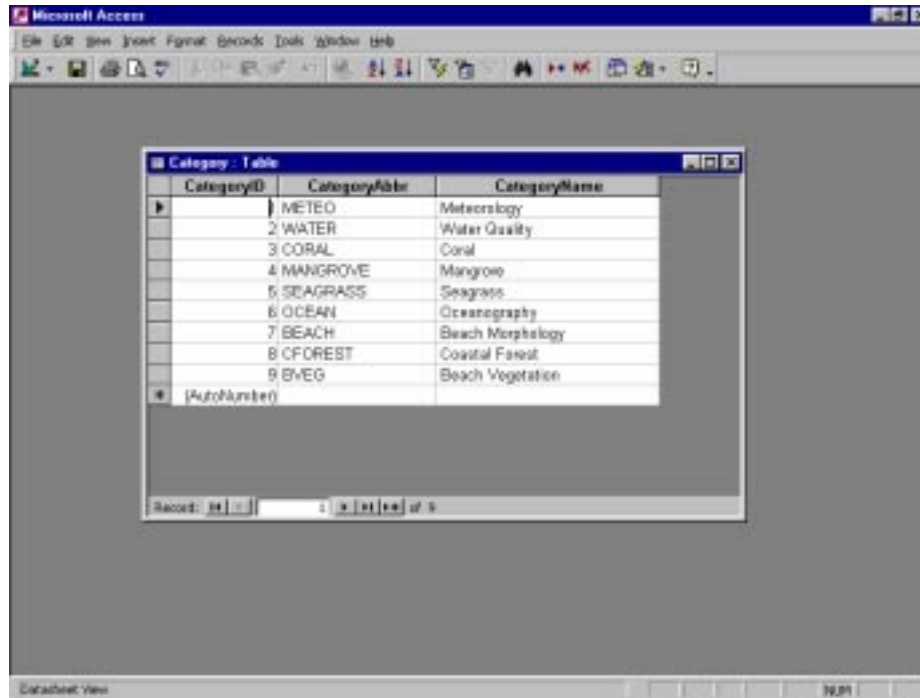 Microsoft Access
File Edit View Insert Format Records Tools Window Help
Category : Table
CategoryID CategoryAbbr CategoryName
1 METEO Meteorology
2 WATER Water Quality
3 CORAL Coral
4 MANGROVE Mangrove
5 SEAGRASS Seagrass
6 OCEAN Oceanography
7 BEACH Beach Morphology
8 CFOREST Coastal Forest
9 BVEG Beach Vegetation
(AutoNumber)
Record: 1 of 9
Datasheet View NUM